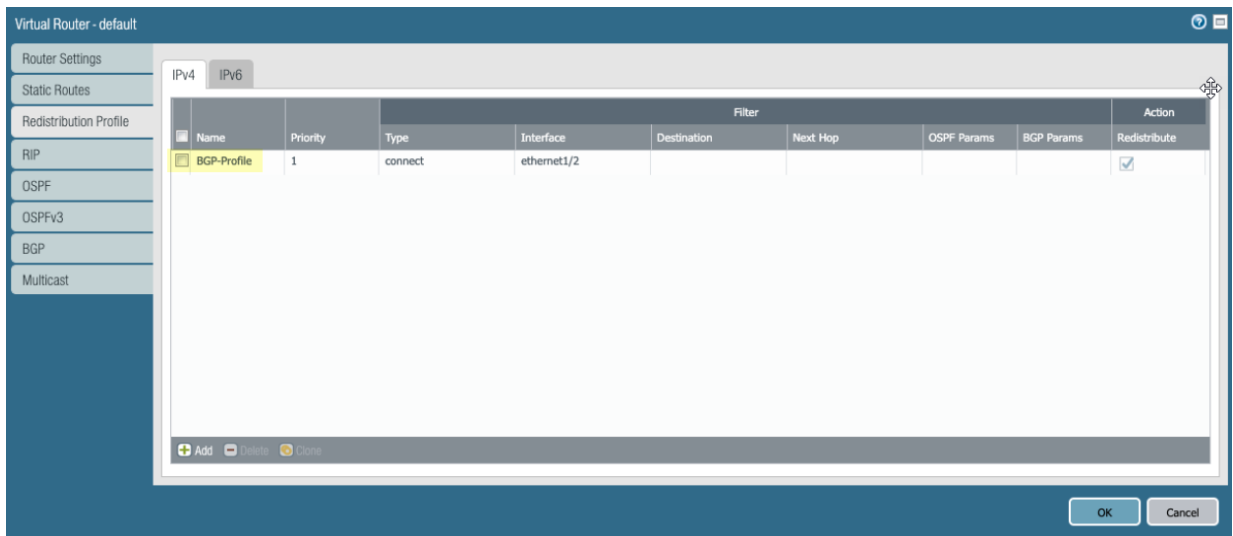 Virtual Router - default
Router Settings
Static Routes
Redistribution Profile
RIP
OSPF
OSPFv3
BGP
Multicast
IPv4 IPv6
Filter Action
Name Priority Type Interface Destination Next Hop OSPF Params BGP Params Redistribute
BGP-Profile 1 connect ethernet1/2
Add Delete Clone
OK Cancel